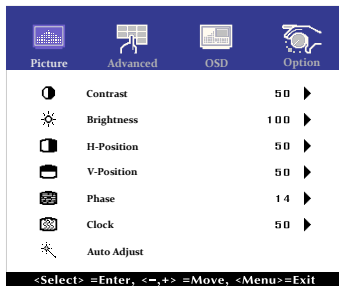 Picture Advanced OSD Option
Contrast 50
Brightness 100
H-Position 50
V-Position 50
Phase 14
Clock 50
Auto Adjust
<Select> =Enter, <−,+> =Move, <Menu>=Exit